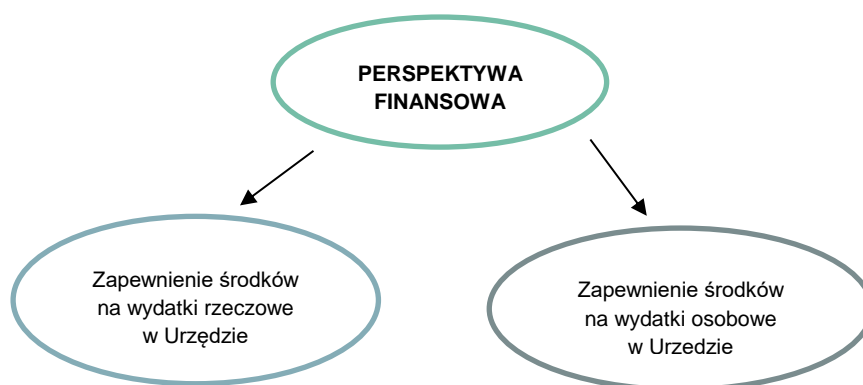 PERSPEKTYWA
FINANSOWA
Zapewnienie środków
na wydatki rzeczowe
w Urzędzie
Zapewnienie środków
na wydatki osobowe
w Urzedzie